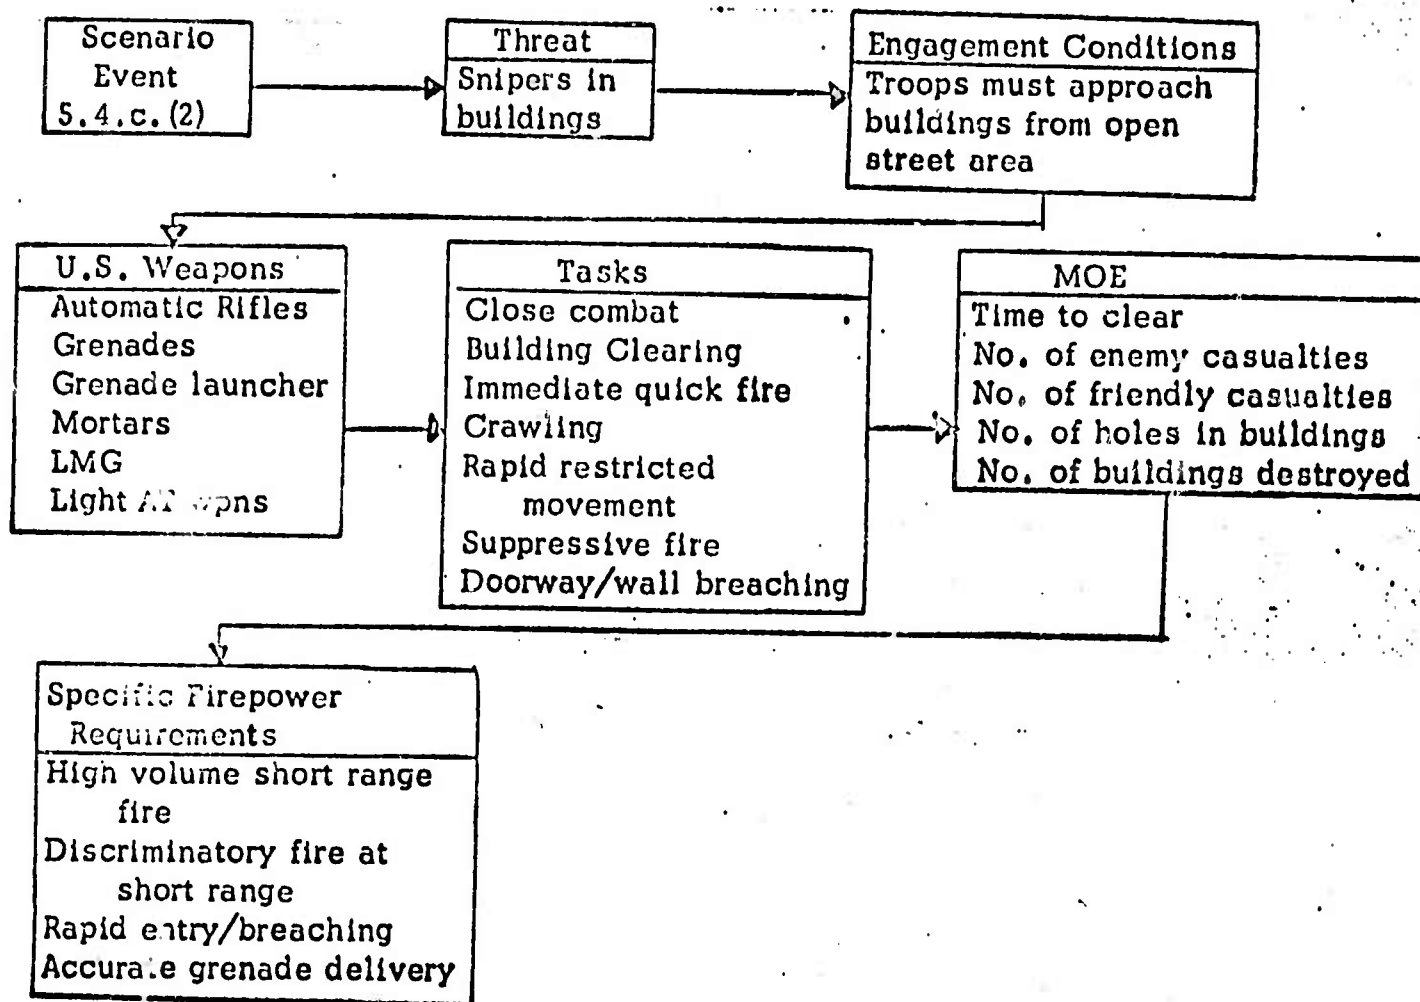 Scenario
Event
5.4.c.(2)
Threat
Snipers in
buildings
Engagement Conditions
Troops must approach
buildings from open
street area
U.S. Weapons
Automatic Rifles
Grenades
Grenade launcher
Mortars
LMG
Light wpns
Tasks
Close combat
Building Clearing
Immediate quick fire
Crawling
Rapid restricted
movement
Suppressive fire
Doorway/wall breaching
MOE
Time to clear
No. of enemy casualties
No. of friendly casualties
No. of holes in buildings
No. of buildings destroyed
Specific Firepower
Requirements
High volume short range
fire
Discriminatory fire at
short range
Rapid entry/breaching
Accurate grenade delivery